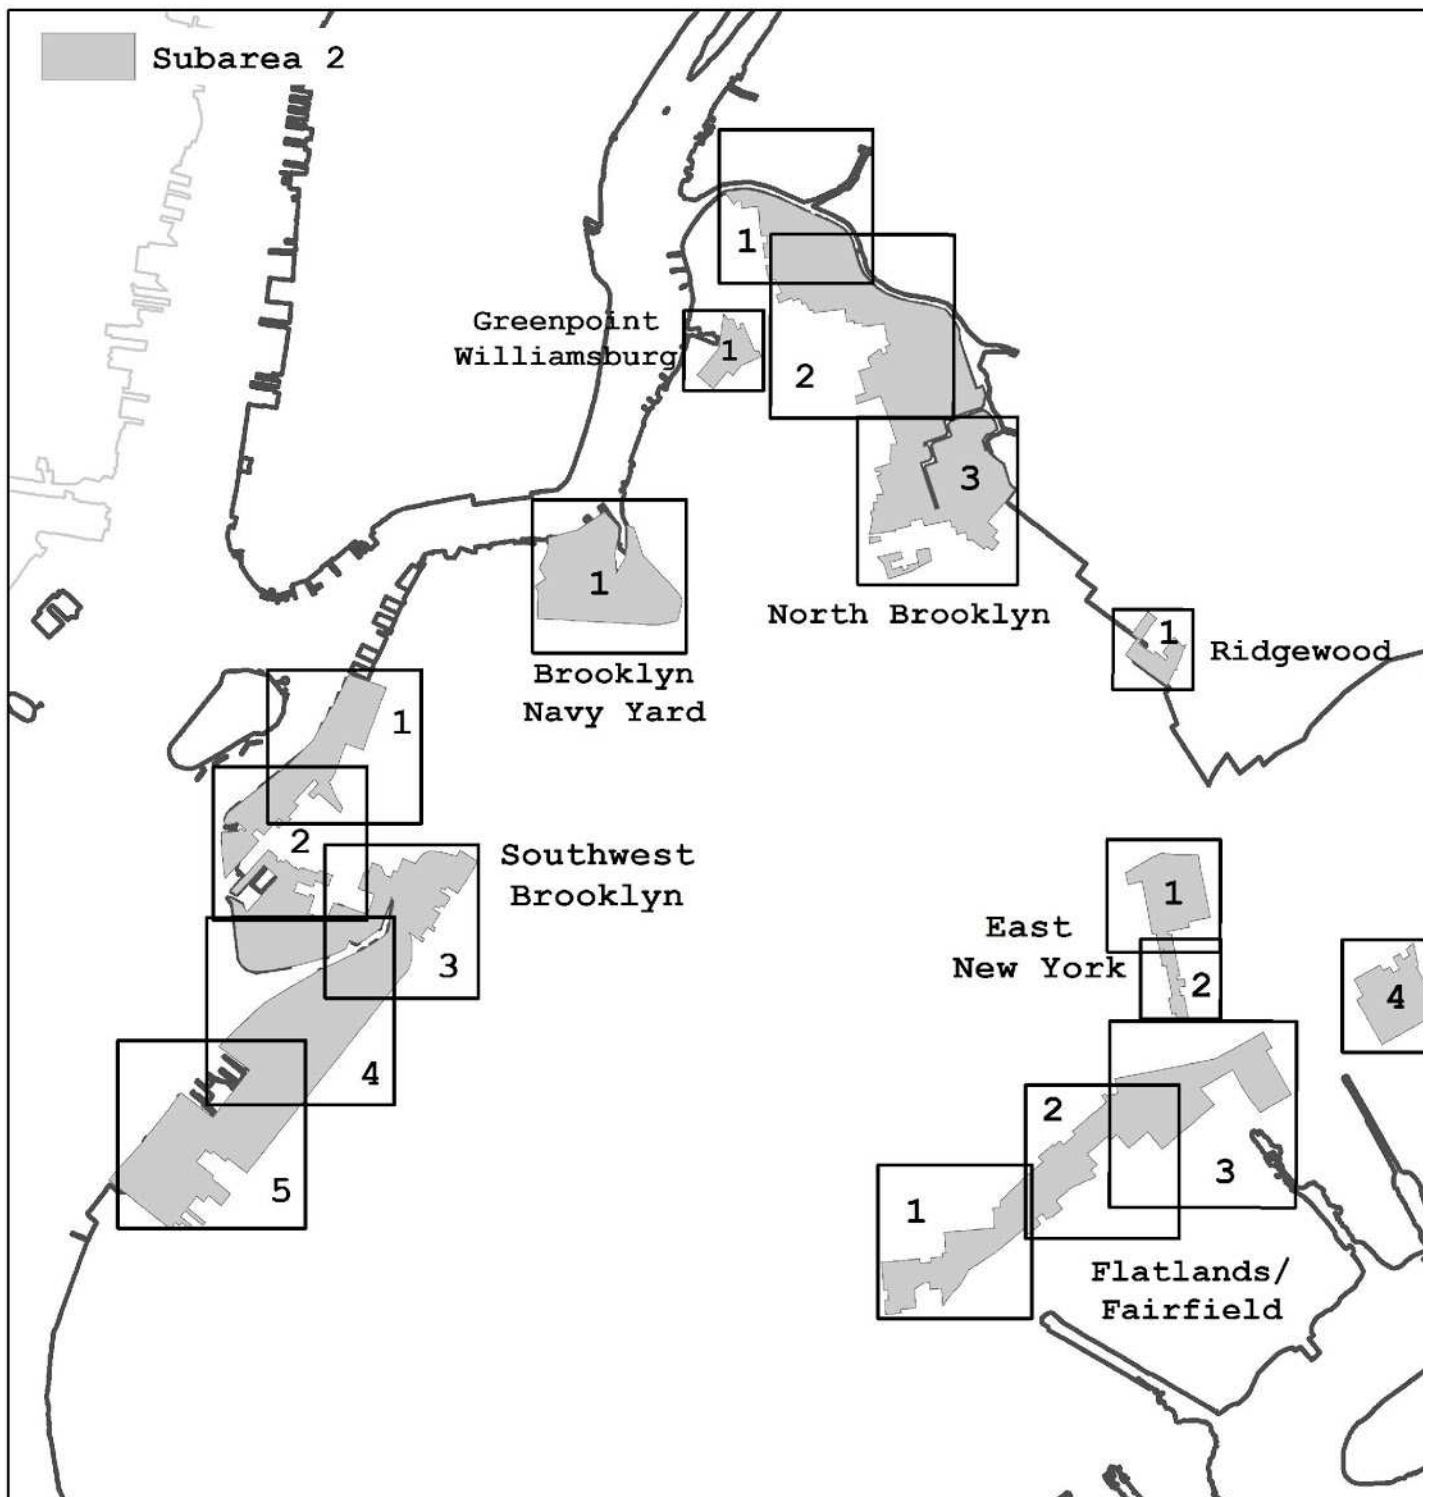 Subarea 2
1
Greenpoint
Williamsburg
1
2
3
1
North Brooklyn
1
Ridgewood
Brooklyn
Navy Yard
1
2
Southwest
Brooklyn
3
4
5
1
East
New York
2
4
2
3
1
Flatlands/
Fairfield